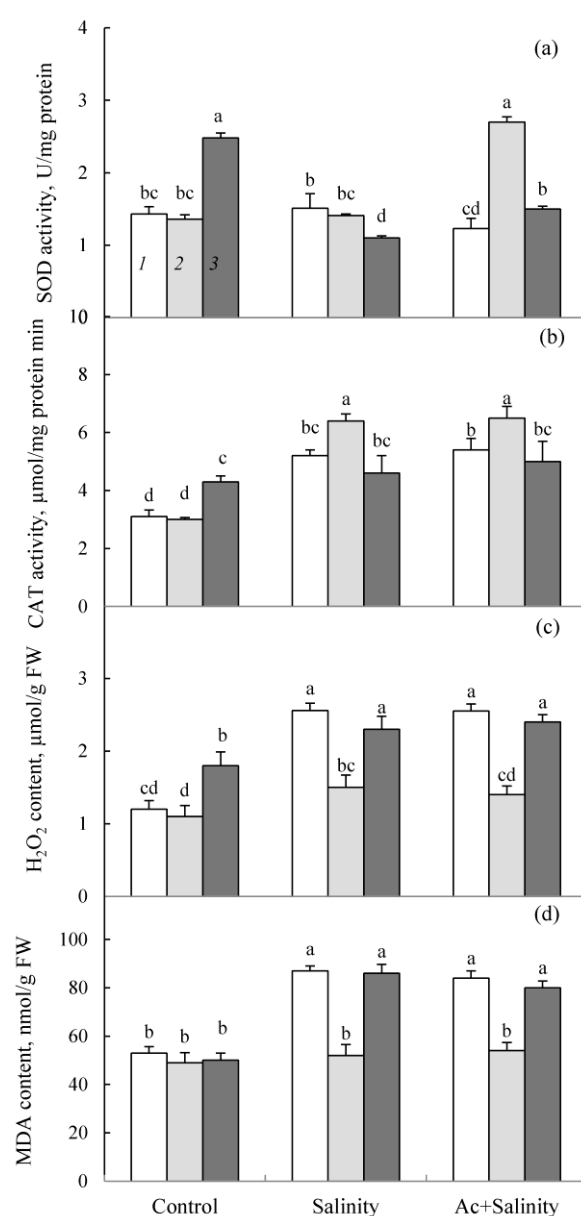 (a)
SOD activity, U/mg protein
4
3
2
1
10
bc
bc
a
b
bc
d
cd
a
b
1
2
3
(b)
CAT activity, μmol/mg protein min
8
6
4
2
0
d
d
c
bc
a
bc
b
a
bc
(c)
H₂O₂ content, μmol/g FW
3
2
1
0
cd
d
b
a
bc
a
a
cd
a
(d)
MDA content, nmol/g FW
100
80
60
40
20
0
b
b
b
a
b
a
a
b
a
Control
Salinity
Ac+Salinity